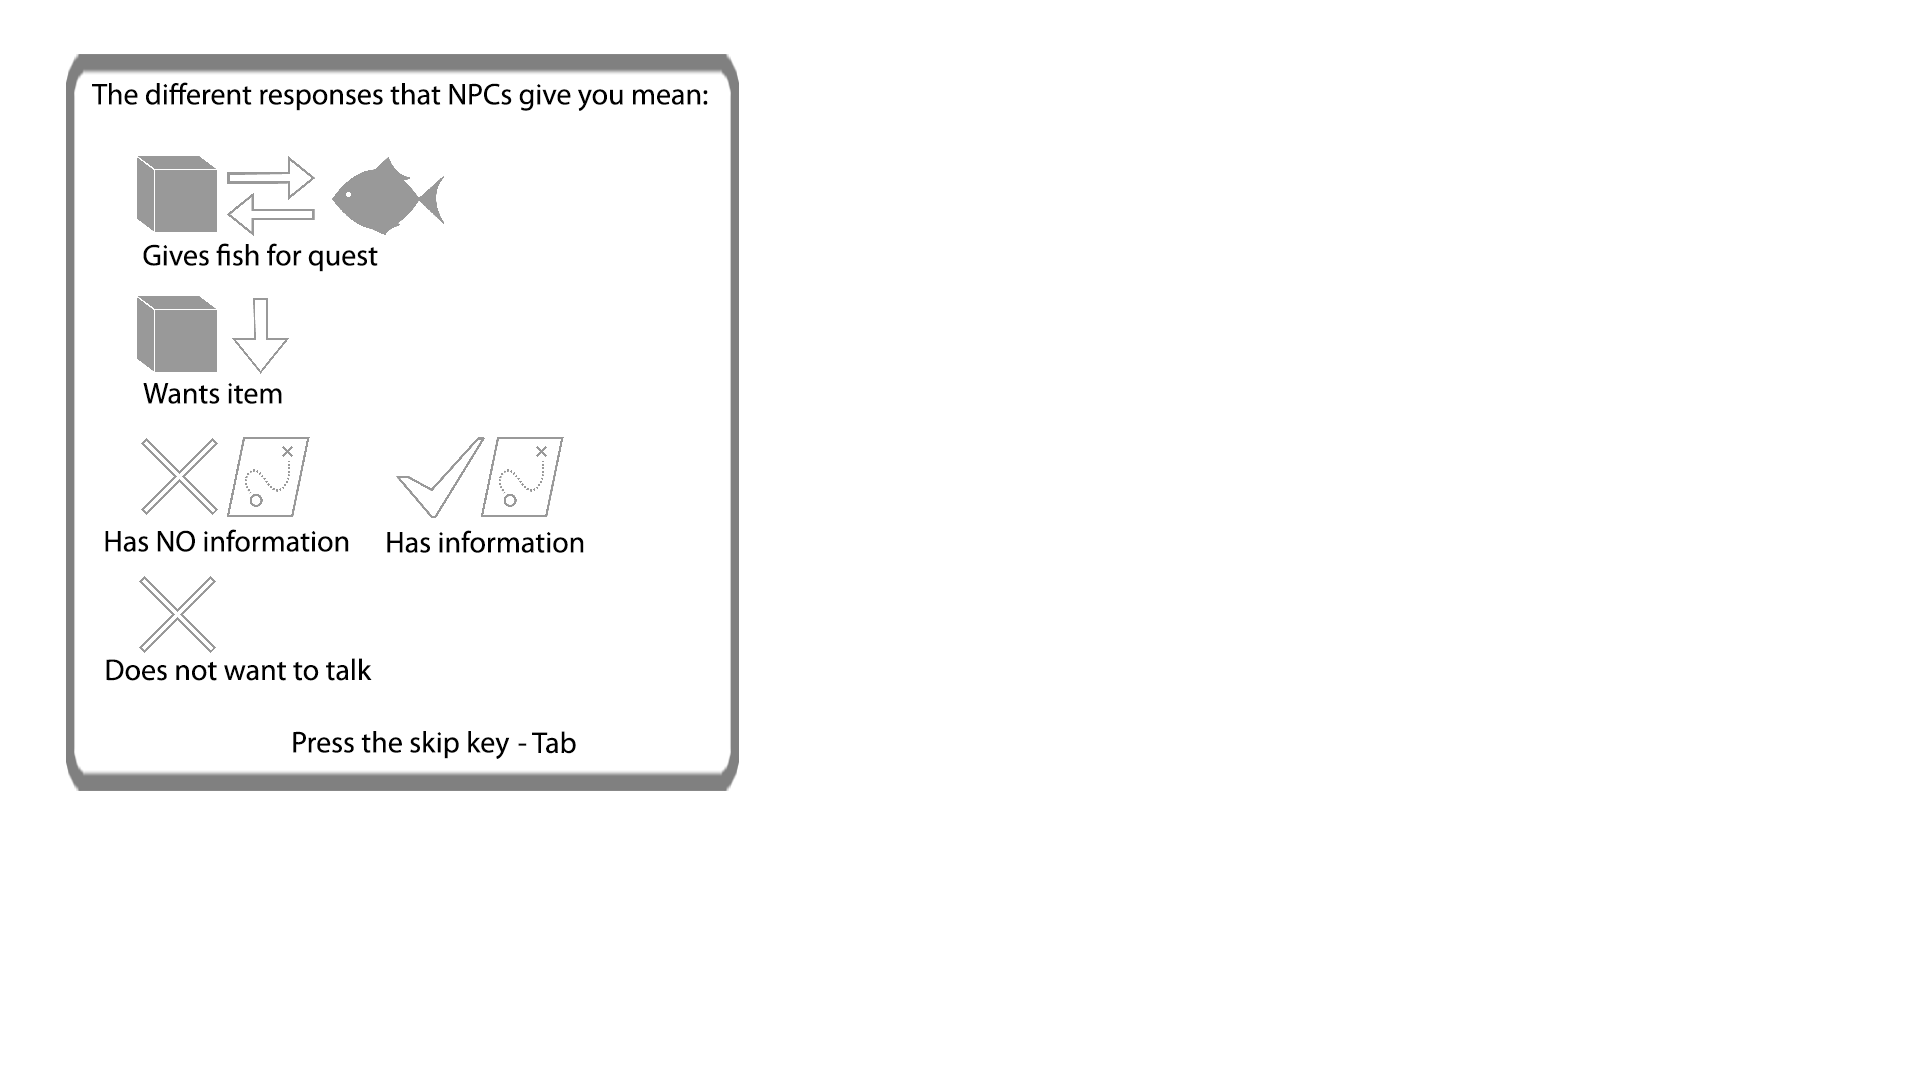 The different responses that NPCs give you mean:
Gives fish for quest
Wants item
Has NO information
Has information
Does not want to talk
Press the skip key - Tab